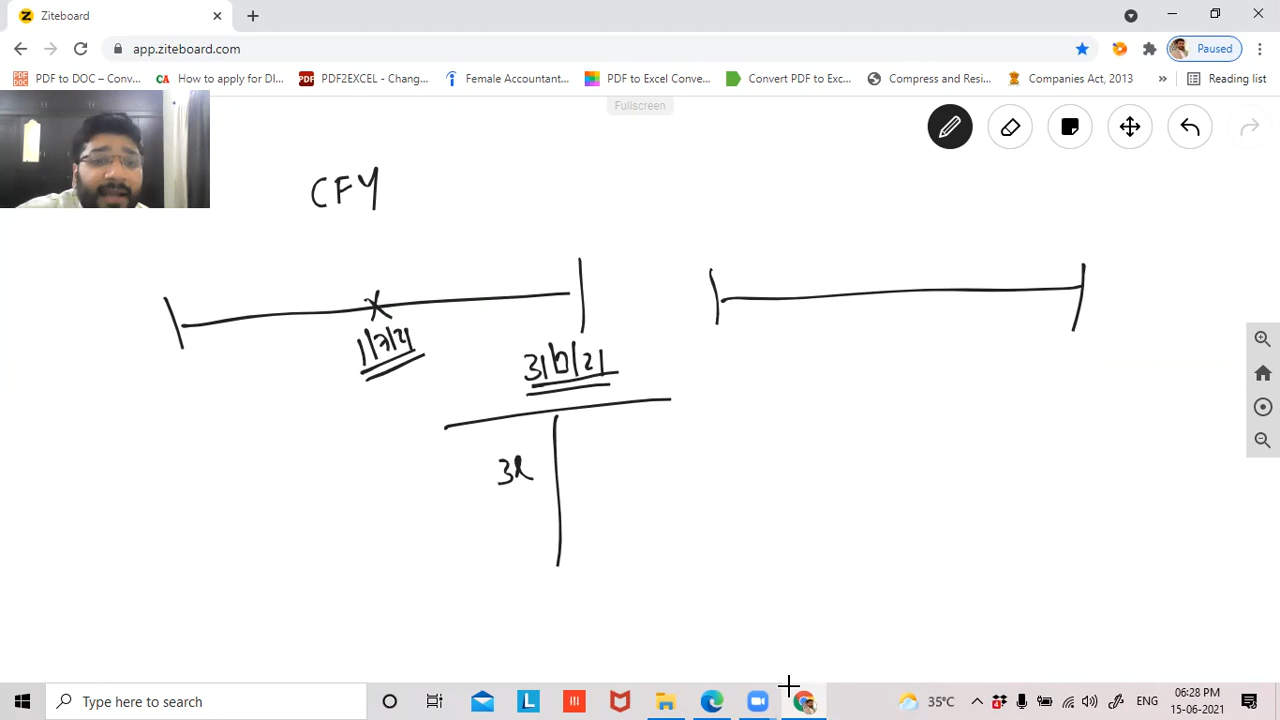 Ziteboard
app.ziteboard.com
Paused
PDF to DOC – Conv...
How to apply for DI...
PDF2EXCEL - Chang...
Female Accountant...
PDF to Excel Conve...
Convert PDF to Exc...
Compress and Resi...
Companies Act, 2013
»
Reading list
Fullscreen
CFY
1/7/21
31/12/21
Type here to search
35°C
06:28 PM
15-06-2021